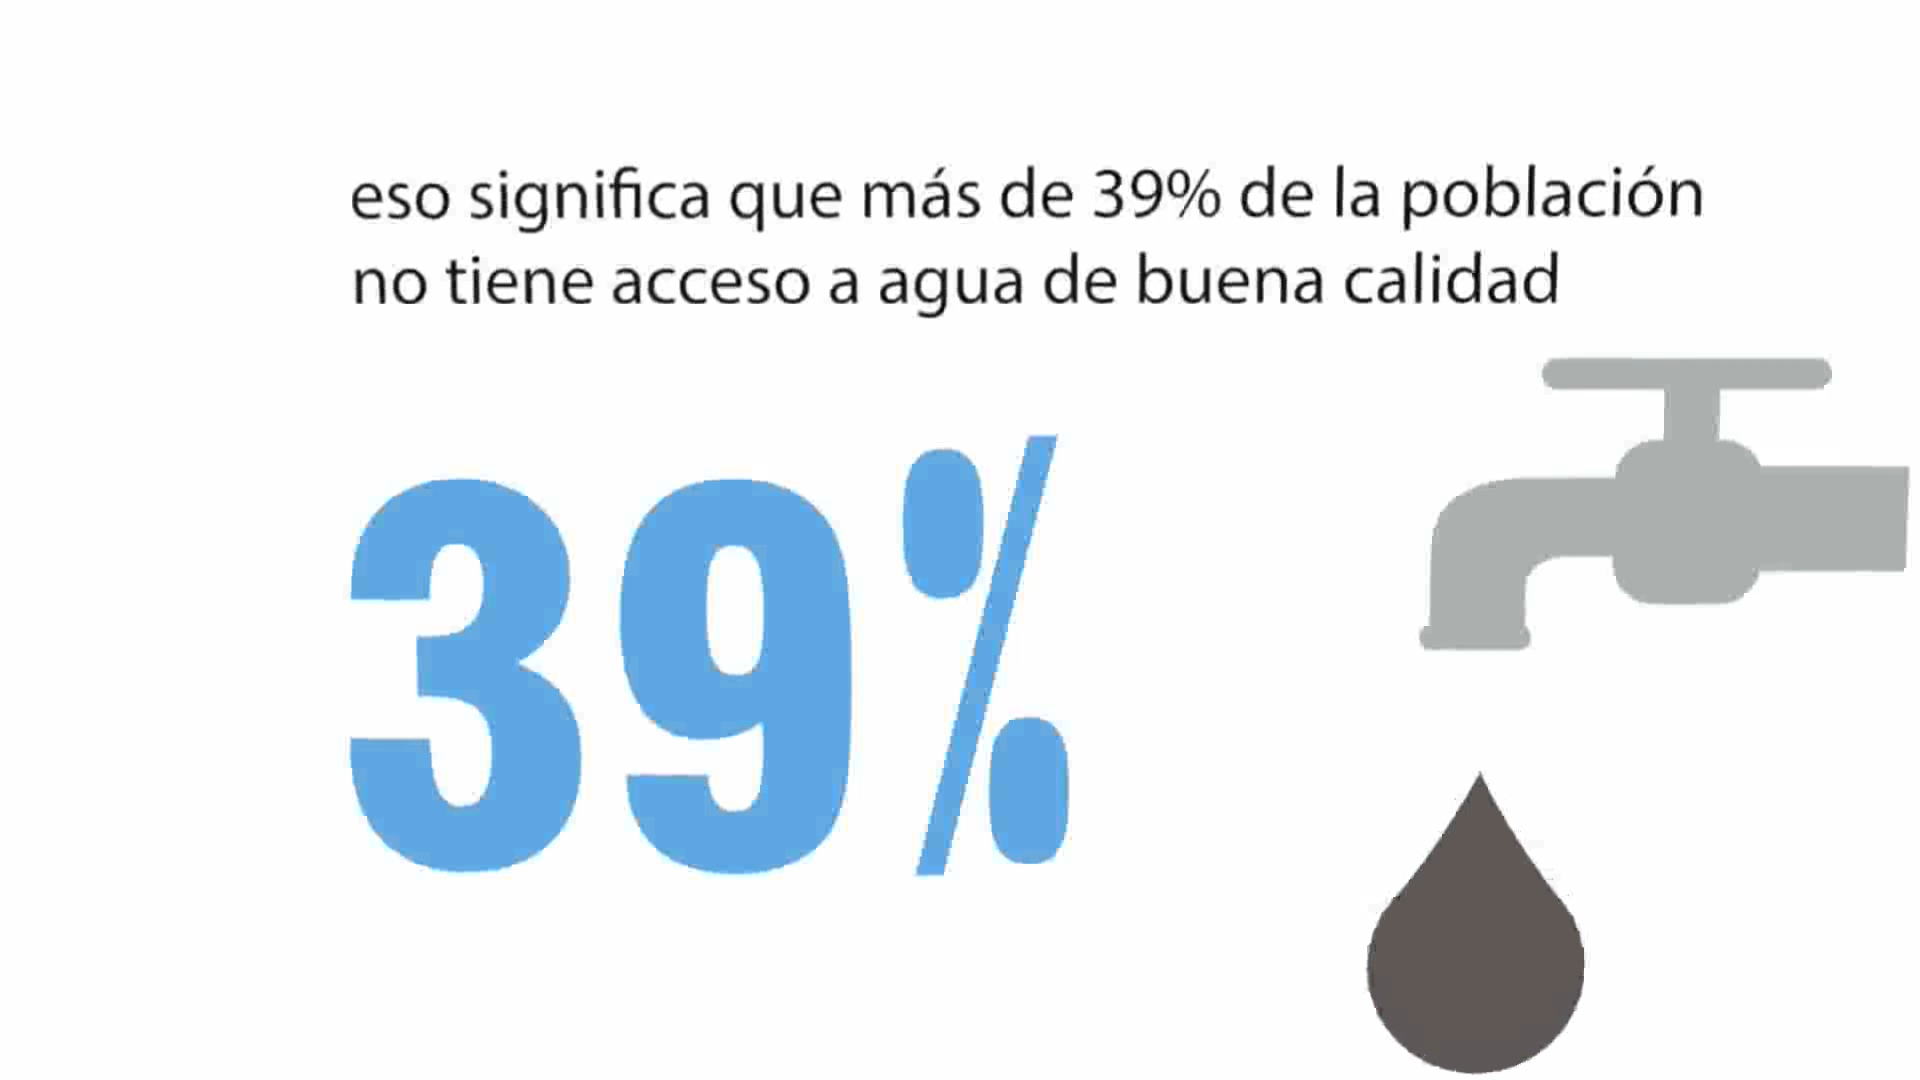 eso significa que más de 39% de la población
no tiene acceso a agua de buena calidad
39%